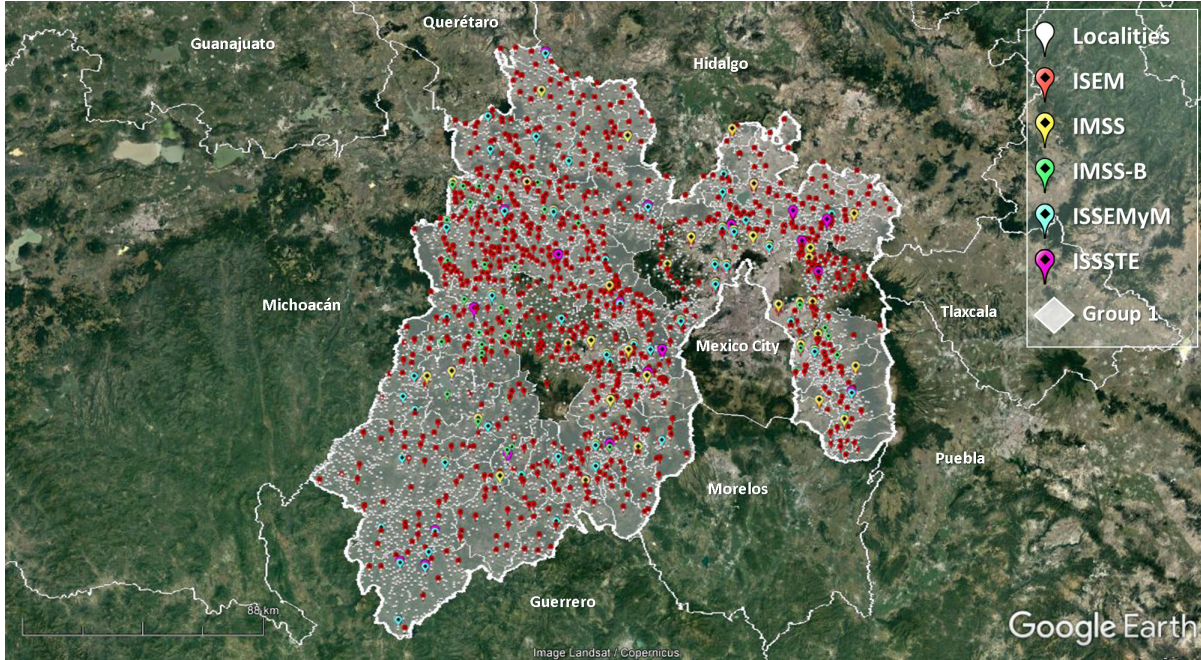 Querétaro
Guanajuato
Hidalgo
Michoacán
Mexico City
Tlaxcala
Puebla
Morelos
Guerrero
Localities
ISEM
IMSS
IMSS-B
ISSEMyM
ISSSTE
Group 1
88 km
Image Landsat / Copernicus
Google Earth